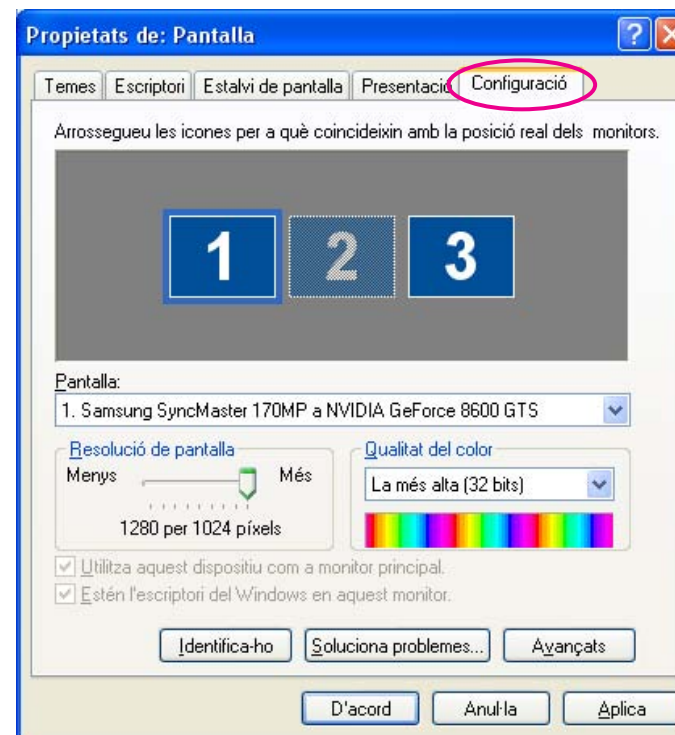 Propietats de: Pantalla
Temes Escriptori Estalvi de pantalla Presentació Configuració
Arrossegueu les icones per a què coincideixin amb la posició real dels monitors.
1 2 3
Pantalla:
1. Samsung SyncMaster 170MP a NVIDIA GeForce 8600 GTS
Resolució de pantalla Qualitat del color
Menys Més La més alta (32 bits)
1280 per 1024 píxels
Utilitza aquest dispositiu com a monitor principal.
Estén l'escriptori del Windows en aquest monitor.
Identifica-ho Soluciona problemes... Avançats
D'acord Anul·la Aplica